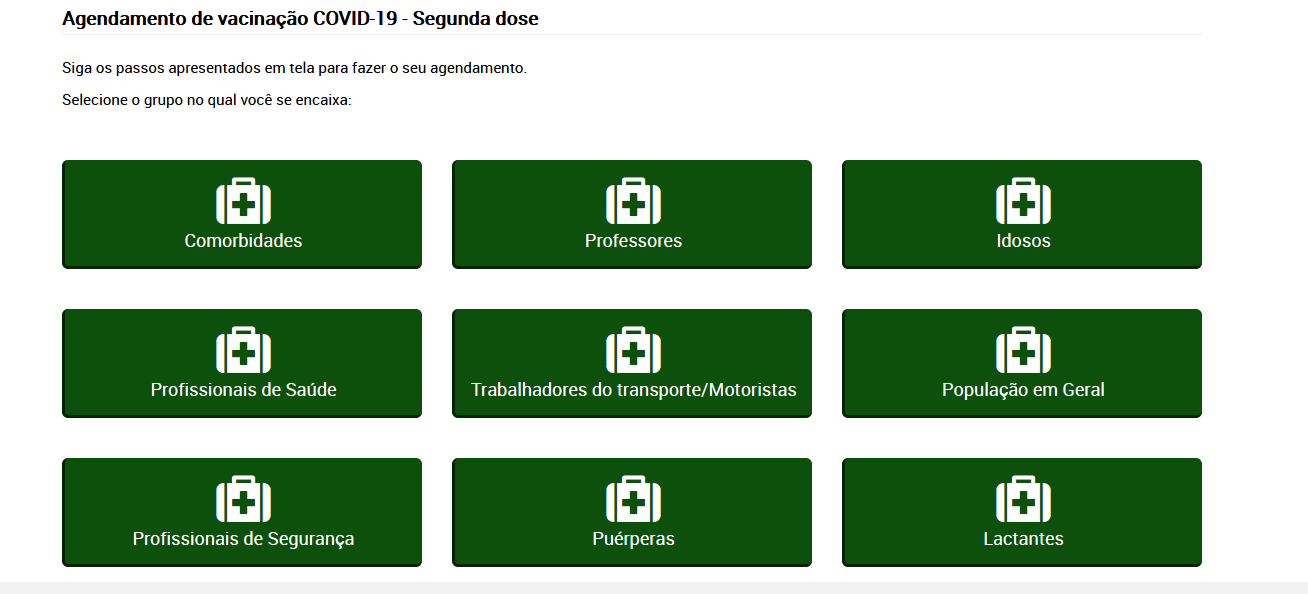 Agendamento de vacinação COVID-19 - Segunda dose
Siga os passos apresentados em tela para fazer o seu agendamento.
Selecione o grupo no qual você se encaixa:
Comorbidades
Professores
Idosos
Profissionais de Saúde
Trabalhadores do transporte/Motoristas
População em Geral
Profissionais de Segurança
Puérperas
Lactantes